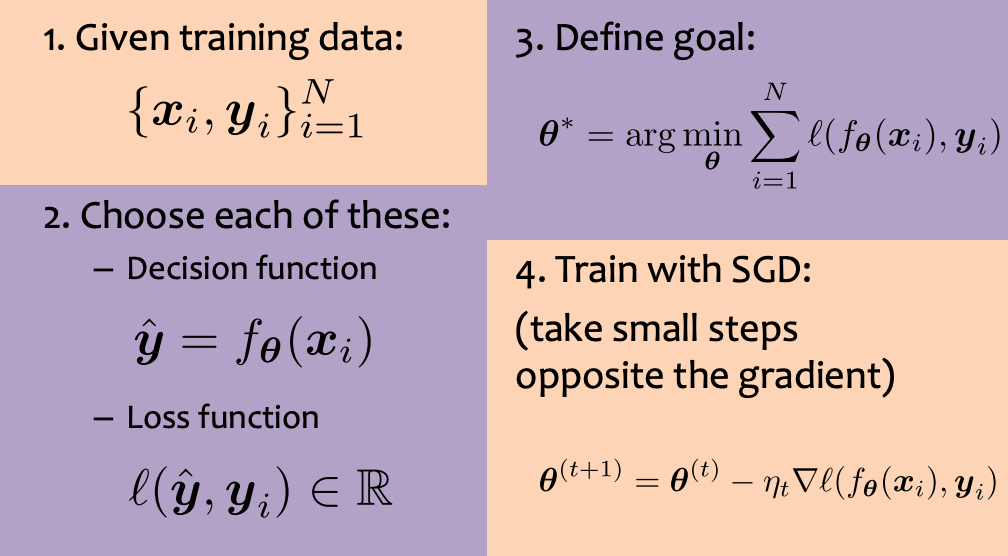 1. Given training data:
$\{\boldsymbol{x}_i, \boldsymbol{y}_i\}_{i=1}^N$
2. Choose each of these:
– Decision function
$\hat{\boldsymbol{y}} = f_{\boldsymbol{\theta}}(\boldsymbol{x}_i)$
– Loss function
$\ell(\hat{\boldsymbol{y}}, \boldsymbol{y}_i) \in \mathbb{R}$
3. Define goal:
$\boldsymbol{\theta}^* = \arg\min_{\boldsymbol{\theta}} \sum_{i=1}^N \ell(f_{\boldsymbol{\theta}}(\boldsymbol{x}_i), \boldsymbol{y}_i)$
4. Train with SGD:
(take small steps
opposite the gradient)
$\boldsymbol{\theta}^{(t+1)} = \boldsymbol{\theta}^{(t)} - \eta_t \nabla \ell(f_{\boldsymbol{\theta}}(\boldsymbol{x}_i), \boldsymbol{y}_i)$